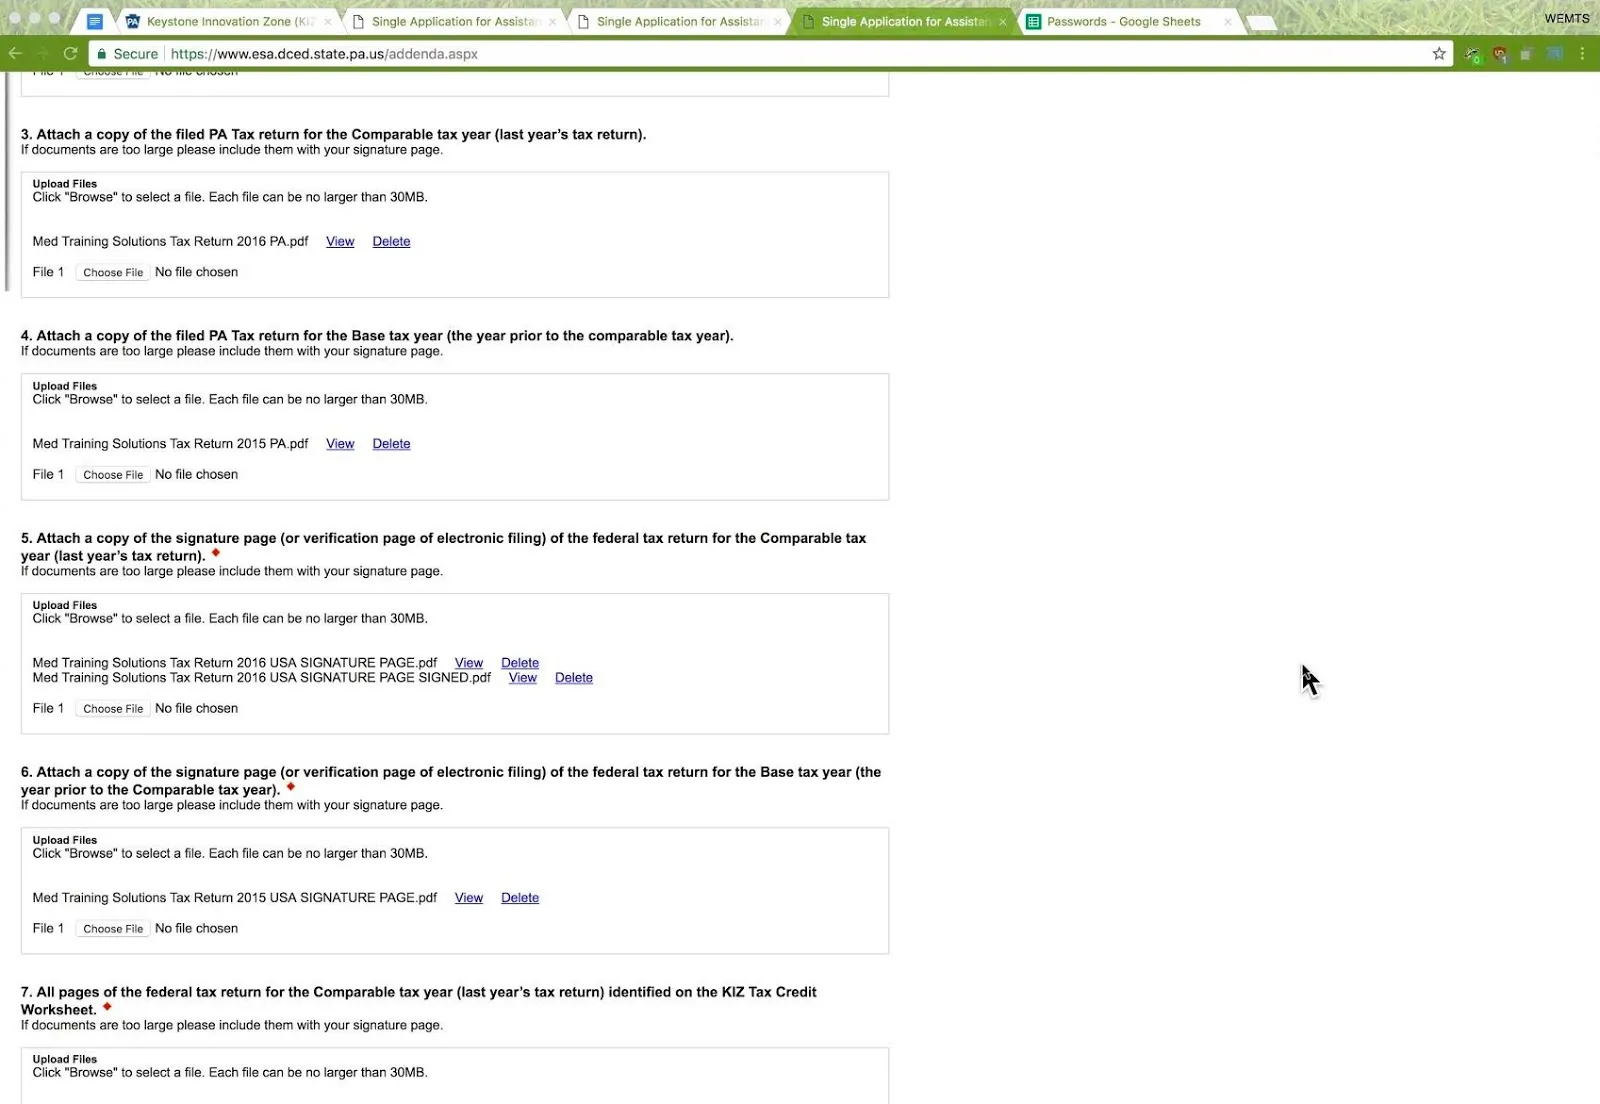 Keystone Innovation Zone (KIZ
Single Application for Assistan
Single Application for Assistan
Single Application for Assistan
Passwords - Google Sheets
WEMTS
Secure
https://www.esa.dced.state.pa.us/addenda.aspx
File 1 Choose File No file chosen
3. Attach a copy of the filed PA Tax return for the Comparable tax year (last year’s tax return).
If documents are too large please include them with your signature page.
Upload Files
Click "Browse" to select a file. Each file can be no larger than 30MB.
Med Training Solutions Tax Return 2016 PA.pdf View Delete
File 1 Choose File No file chosen
4. Attach a copy of the filed PA Tax return for the Base tax year (the year prior to the comparable tax year).
If documents are too large please include them with your signature page.
Upload Files
Click "Browse" to select a file. Each file can be no larger than 30MB.
Med Training Solutions Tax Return 2015 PA.pdf View Delete
File 1 Choose File No file chosen
5. Attach a copy of the signature page (or verification page of electronic filing) of the federal tax return for the Comparable tax
year (last year’s tax return).
If documents are too large please include them with your signature page.
Upload Files
Click "Browse" to select a file. Each file can be no larger than 30MB.
Med Training Solutions Tax Return 2016 USA SIGNATURE PAGE.pdf View Delete
Med Training Solutions Tax Return 2016 USA SIGNATURE PAGE SIGNED.pdf View Delete
File 1 Choose File No file chosen
6. Attach a copy of the signature page (or verification page of electronic filing) of the federal tax return for the Base tax year (the
year prior to the Comparable tax year).
If documents are too large please include them with your signature page.
Upload Files
Click "Browse" to select a file. Each file can be no larger than 30MB.
Med Training Solutions Tax Return 2015 USA SIGNATURE PAGE.pdf View Delete
File 1 Choose File No file chosen
7. All pages of the federal tax return for the Comparable tax year (last year’s tax return) identified on the KIZ Tax Credit
Worksheet.
If documents are too large please include them with your signature page.
Upload Files
Click "Browse" to select a file. Each file can be no larger than 30MB.